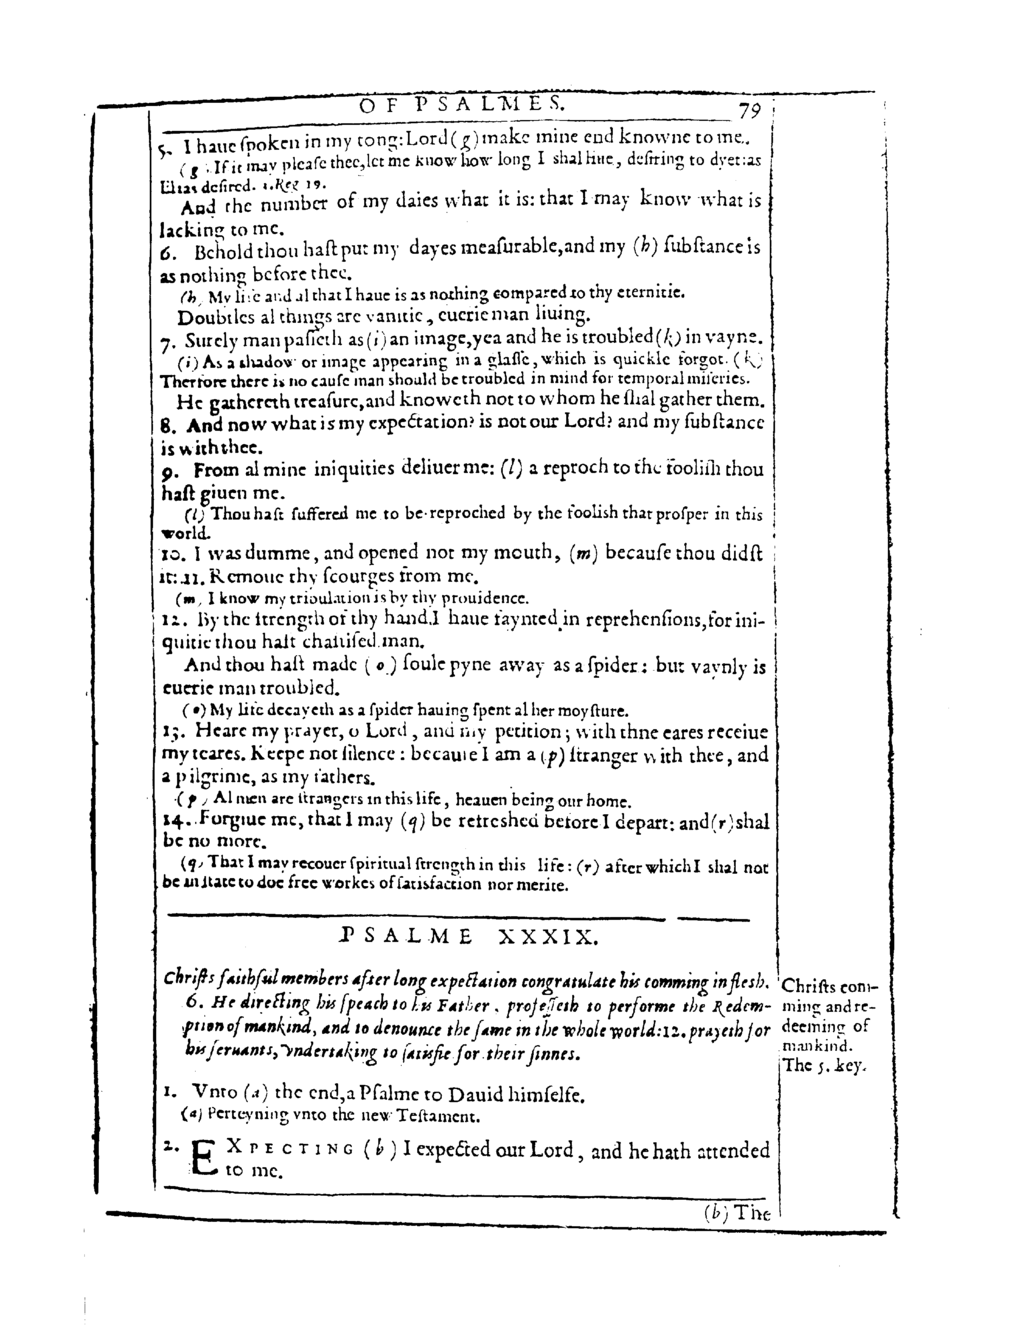 OF PSALMES. 79
5. I haue ſpoken in my tong: Lord (g) make mine end knowne to me.
(g) If it may pleaſe thee, let me know how long I shal liue, deſiring to dye: as
Elias deſired. 3. Reg 19.
And the number of my daies what it is: that I may know what is
lacking to me.
6. Behold thou haſt put my dayes meaſurable, and my (h) ſubſtance is
as nothing before thee.
(h) My life and al that I haue is as nothing compared to thy eternitie.
Doubtles al things are vanitie, euerie man liuing.
7. Surely man paſſeth as (i) an image, yea and he is troubled (k) in vayne.
(i) As a shadow or image appearing in a glaſſe, which is quickle forgot. (k)
Therfore there is no cauſe man should be troubled in mind for temporal miſeries.
He gathereth treaſure, and knoweth not to whom he ſhal gather them.
8. And now what is my expectation? is not our Lord? and my ſubſtance
is with thee.
9. From al mine iniquities deliuer me: (l) a reproch to the fooliſh thou
haſt giuen me.
(l) Thou haſt ſuffered me to be reproched by the foolish that proſper in this
world.
10. I was dumme, and opened not my mouth, (m) becauſe thou didſt
it: 11. Remoue thy ſcourges from me.
(m) I know my tribulation is by thy prouidence.
12. By the ſtrength of thy hand I haue faynted in reprehenſions, for ini-
quitie thou haſt chaſtiſed man.
And thou haſt made (o) ſoule pyne away as a ſpider: but vaynly is
euerie man troubled.
(o) My life decayeth as a ſpider hauing ſpent al her moyſture.
13. Heare my prayer, o Lord, and my petition; with thne eares receiue
my teares. Keepe not ſilence: becauſe I am a (p) ſtranger with thee, and
a pilgrime, as my fathers.
(p) Al men are ſtrangers in this life, heauen being our home.
14. Forgiue me, that I may (q) be refreshed before I depart: and (r) shal
be no more.
(q) That I may recouer ſpiritual ſtrength in this life: (r) after which I shal not
be in ſtate to doe free workes of ſatisfaction nor merite.
PSALME XXXIX.
Chriſts faithful members after long expectation congratulate his comming in fleſh.
6. He directing his ſpeach to his Father, profeſſeth to performe the Redem-
ption of mankind, and to denounce the ſame in the whole world: 12. prayeth for
his ſeruants, vndertaking to ſatisfie for their ſinnes.
Chriſts com-
ming and re-
deeming of
mankind.
The 5. key.
1. Vnto (a) the end, a Pſalme to Dauid himſelfe.
(a) Perteyning vnto the new Teſtament.
2. EXPECTING (b) I expected our Lord, and he hath attended
to me.
(b) The